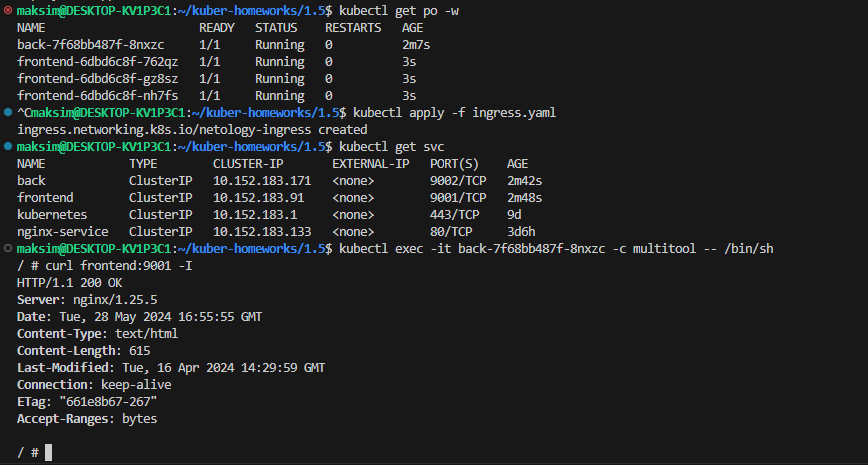 maksim@DESKTOP-KV1P3C1:~/kuber-homeworks/1.5$ kubectl get po -w
NAME                        READY   STATUS    RESTARTS   AGE
back-7f68bb487f-8nxzc       1/1     Running   0          2m7s
frontend-6dbd6c8f-762qz     1/1     Running   0          3s
frontend-6dbd6c8f-gz8sz     1/1     Running   0          3s
frontend-6dbd6c8f-nh7fs     1/1     Running   0          3s
^Cmaksim@DESKTOP-KV1P3C1:~/kuber-homeworks/1.5$ kubectl apply -f ingress.yaml
ingress.networking.k8s.io/netology-ingress created
maksim@DESKTOP-KV1P3C1:~/kuber-homeworks/1.5$ kubectl get svc
NAME            TYPE        CLUSTER-IP       EXTERNAL-IP   PORT(S)    AGE
back            ClusterIP   10.152.183.171   <none>        9002/TCP   2m42s
frontend        ClusterIP   10.152.183.91    <none>        9001/TCP   2m48s
kubernetes      ClusterIP   10.152.183.1     <none>        443/TCP    9d
nginx-service   ClusterIP   10.152.183.133   <none>        80/TCP     3d6h
maksim@DESKTOP-KV1P3C1:~/kuber-homeworks/1.5$ kubectl exec -it back-7f68bb487f-8nxzc -c multitool -- /bin/sh
/ # curl frontend:9001 -I
HTTP/1.1 200 OK
Server: nginx/1.25.5
Date: Tue, 28 May 2024 16:55:55 GMT
Content-Type: text/html
Content-Length: 615
Last-Modified: Tue, 16 Apr 2024 14:29:59 GMT
Connection: keep-alive
ETag: "661e8b67-267"
Accept-Ranges: bytes
/ #